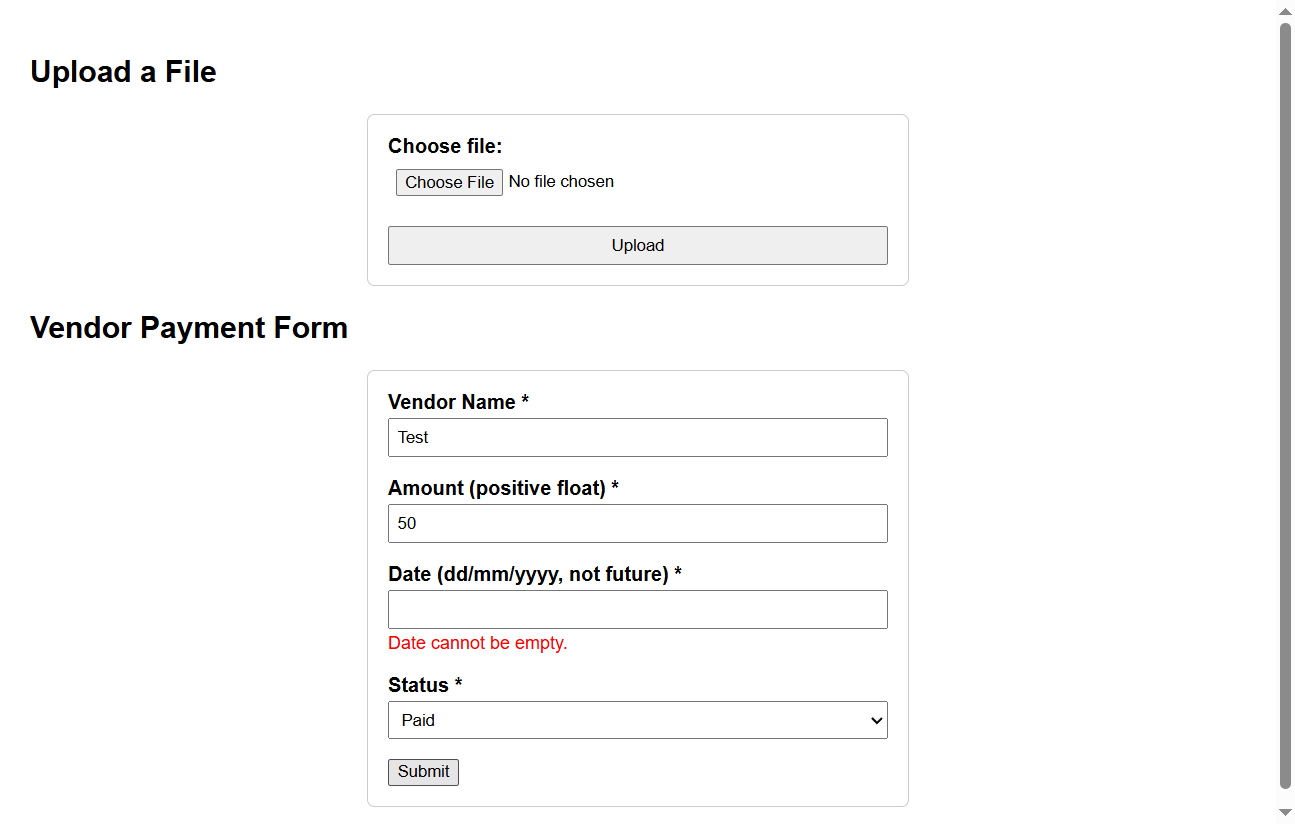 Upload a File
Choose file:
Choose File No file chosen
Upload
Vendor Payment Form
Vendor Name *
Test
Amount (positive float) *
50
Date (dd/mm/yyyy, not future) *
Date cannot be empty.
Status *
Paid
Submit